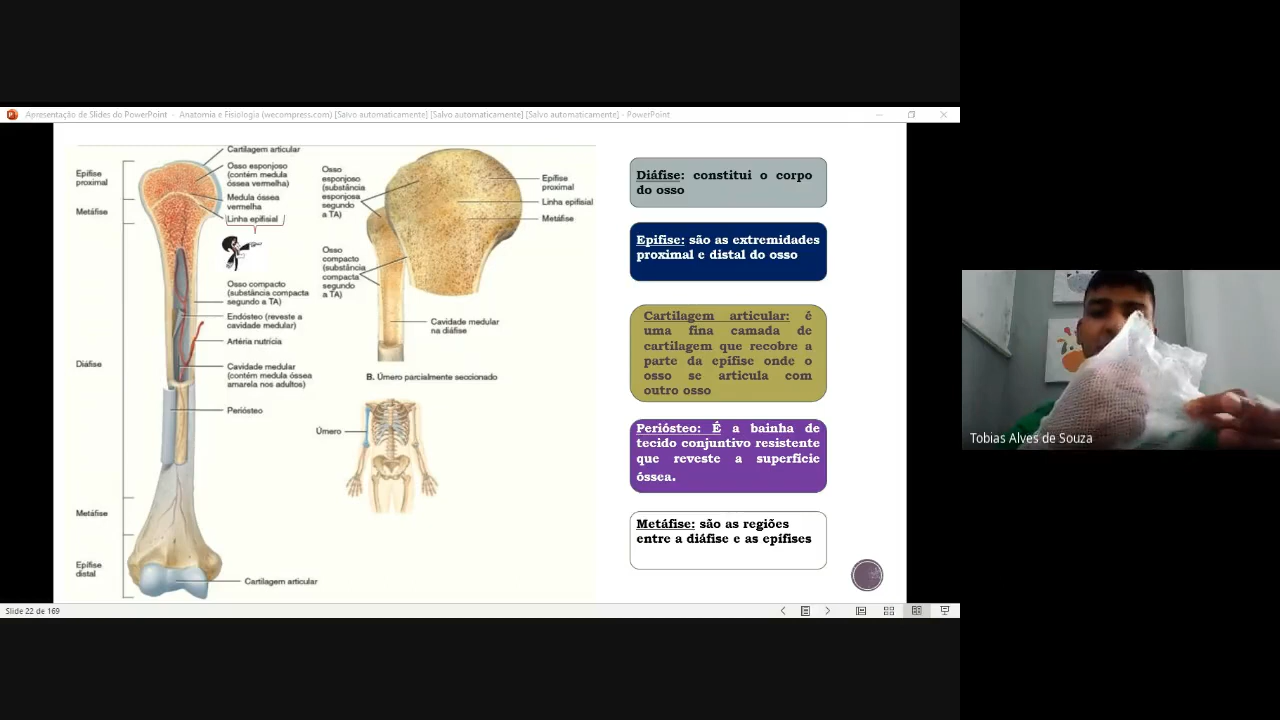 Apresentação de Slides do PowerPoint - Anatomia e Fisiologia (wecompress.com) [Salvo automaticamente] [Salvo automaticamente] [Salvo automaticamente] - PowerPoint
Epífise
proximal
Metáfise
Diáfise
Metáfise
Epífise
distal
Cartilagem articular
Osso esponjoso
(contém medula
óssea vermelha)
Medula óssea
vermelha
Linha epifisial
Osso compacto
(substância compacta
segundo a TA)
Endósteo (reveste a
cavidade medular)
Artéria nutrícia
Cavidade medular
(contém medula óssea
amarela nos adultos)
Periósteo
Cartilagem articular
Osso
esponjoso
(substância
esponjosa
segundo
a TA)
Osso
compacto
(substância
compacta
segundo
a TA)
Epífise
proximal
Linha epifisial
Metáfise
Cavidade medular
na diáfise
B. Úmero parcialmente seccionado
Úmero
Diáfise: constitui o corpo
do osso
Epifise: são as extremidades
proximal e distal do osso
Cartilagem articular: é
uma fina camada de
cartilagem que recobre a
parte da epífise onde o
osso se articula com
outro osso
Periósteo: É a bainha de
tecido conjuntivo resistente
que reveste a superfície
óssea.
Metáfise: são as regiões
entre a diáfise e as epífises
Slide 22 de 169
Tobias Alves de Souza